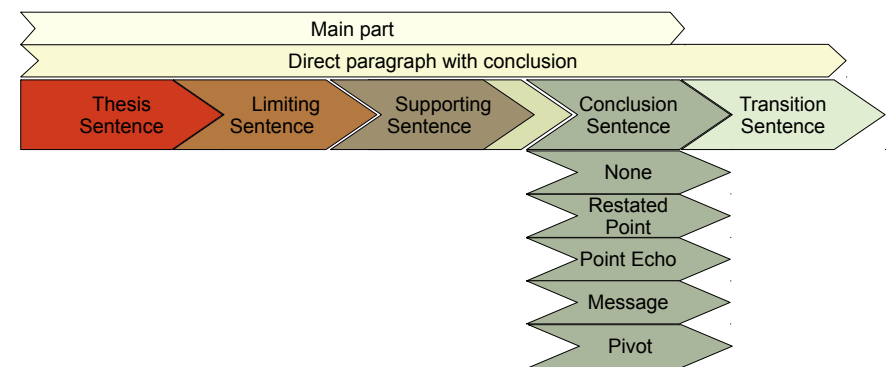 Main part
Direct paragraph with conclusion
Thesis
Sentence
Limiting
Sentence
Supporting
Sentence
Conclusion
Sentence
Transition
Sentence
None
Restated
Point
Point Echo
Message
Pivot